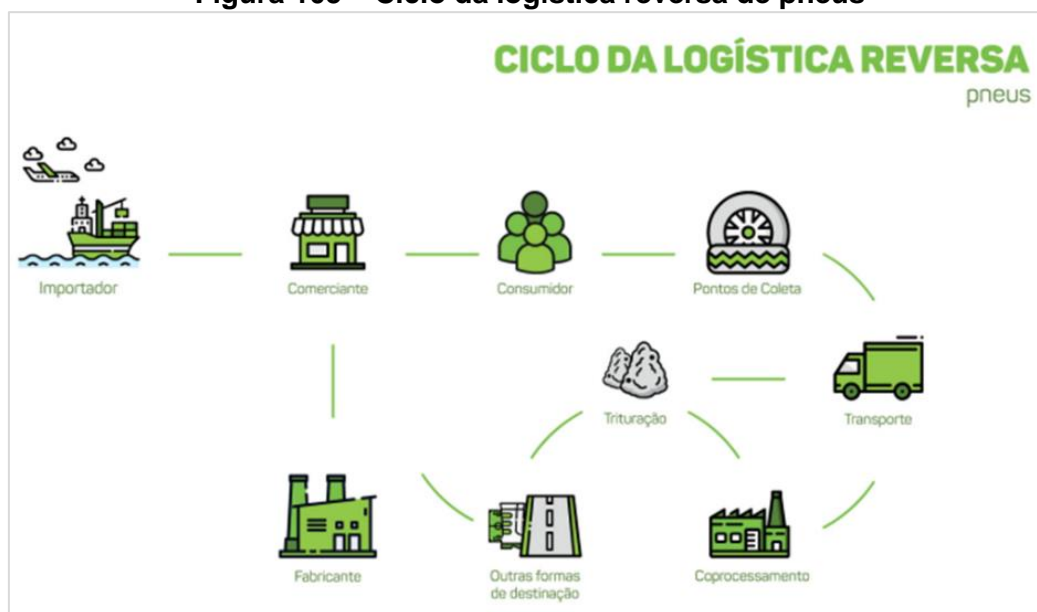 CICLO DA LOGÍSTICA REVERSA
pneus
Importador
Comerciante
Consumidor
Pontos de Coleta
Trituração
Transporte
Fabricante
Outras formas
de destinação
Coprocessamento